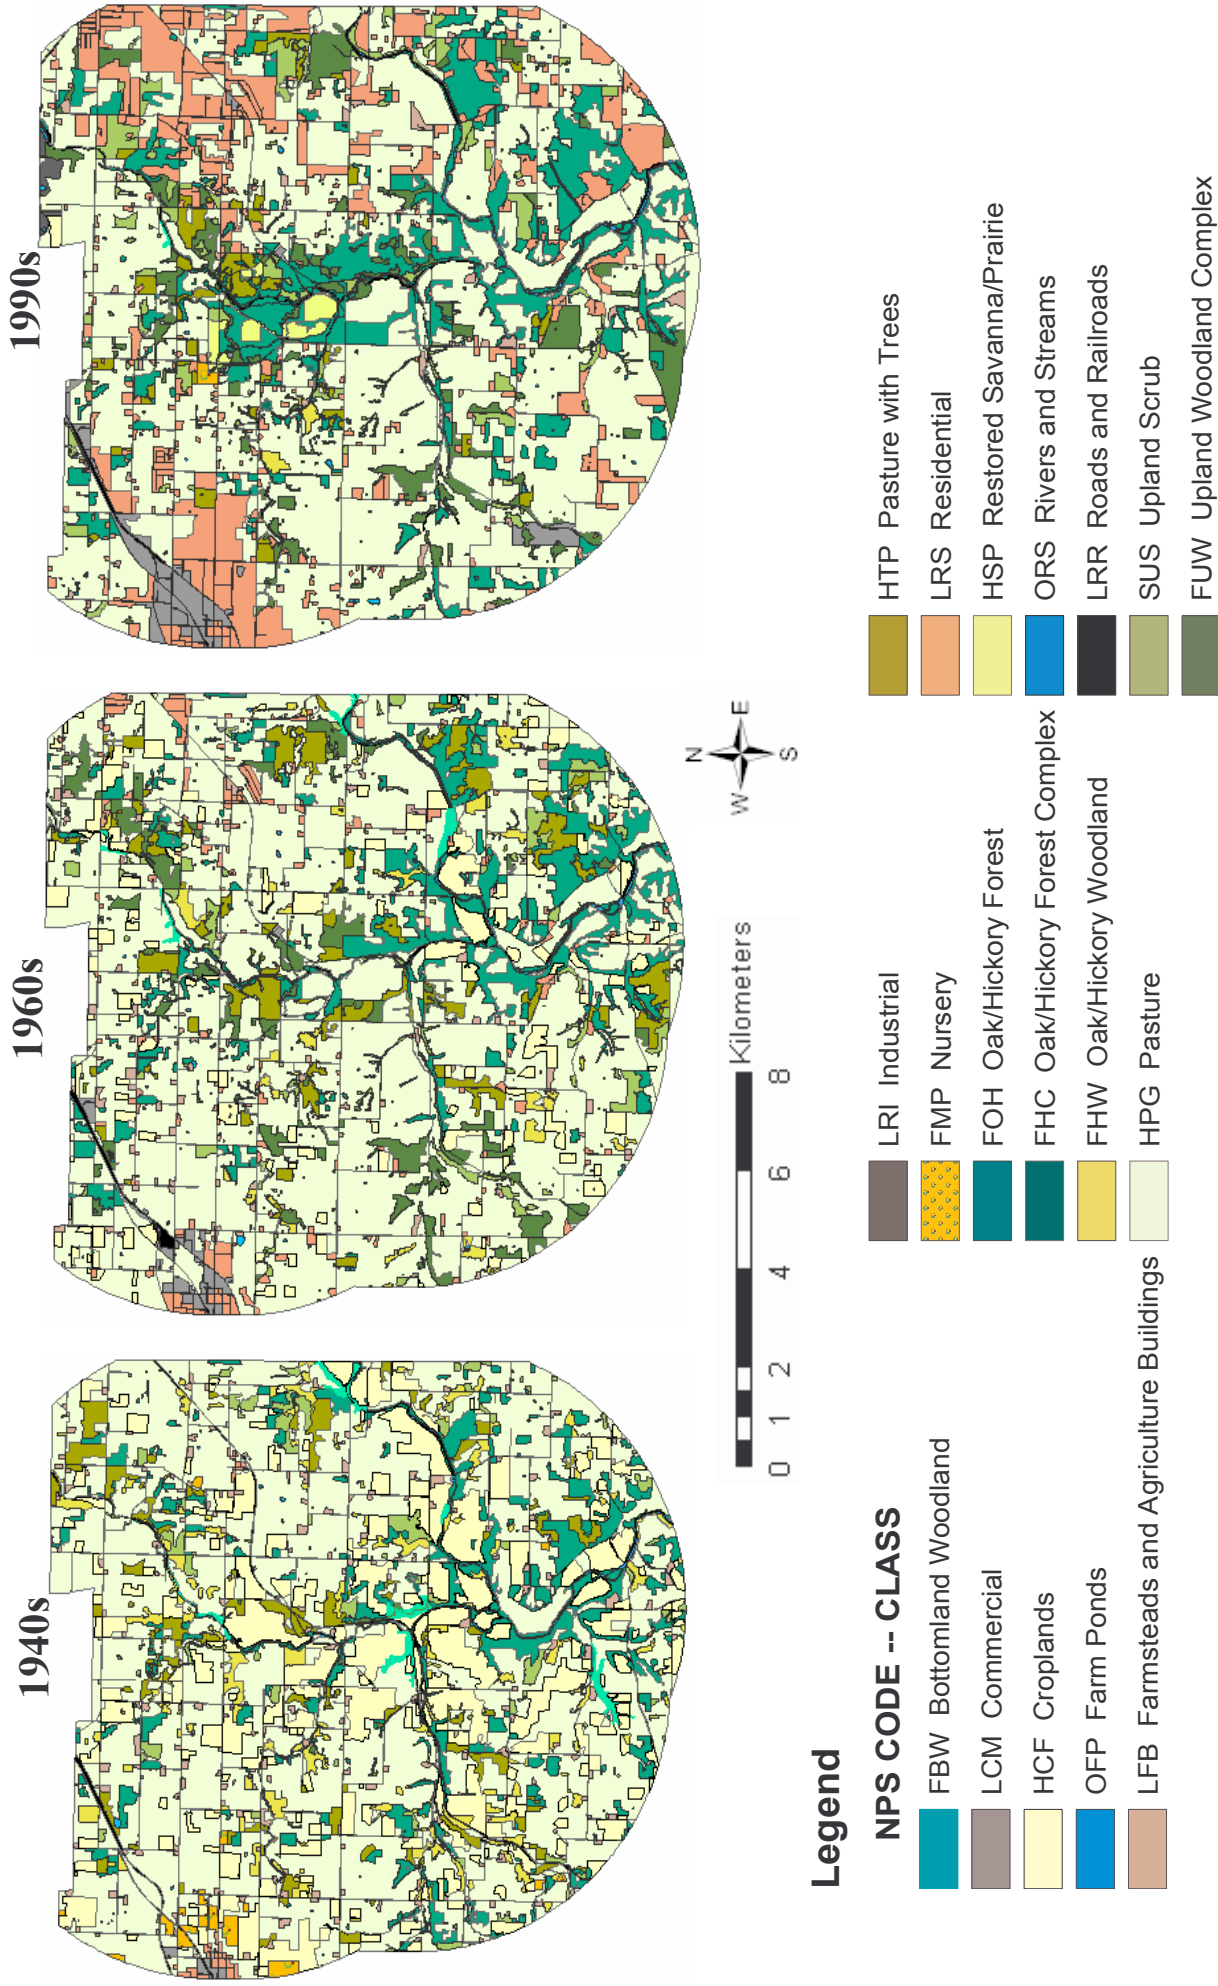 1940s
1960s
1990s
N
W
E
S
Kilometers
0 1 2 4 6 8
Legend
NPS CODE -- CLASS
FBW Bottomland Woodland
LCM Commercial
HCF Croplands
OFP Farm Ponds
LFB Farmsteads and Agriculture Buildings
LRI Industrial
FMP Nursery
FOH Oak/Hickory Forest
FHC Oak/Hickory Forest Complex
FHW Oak/Hickory Woodland
HPG Pasture
HTP Pasture with Trees
LRS Residential
HSP Restored Savanna/Prairie
ORS Rivers and Streams
LRR Roads and Railroads
SUS Upland Scrub
FUW Upland Woodland Complex